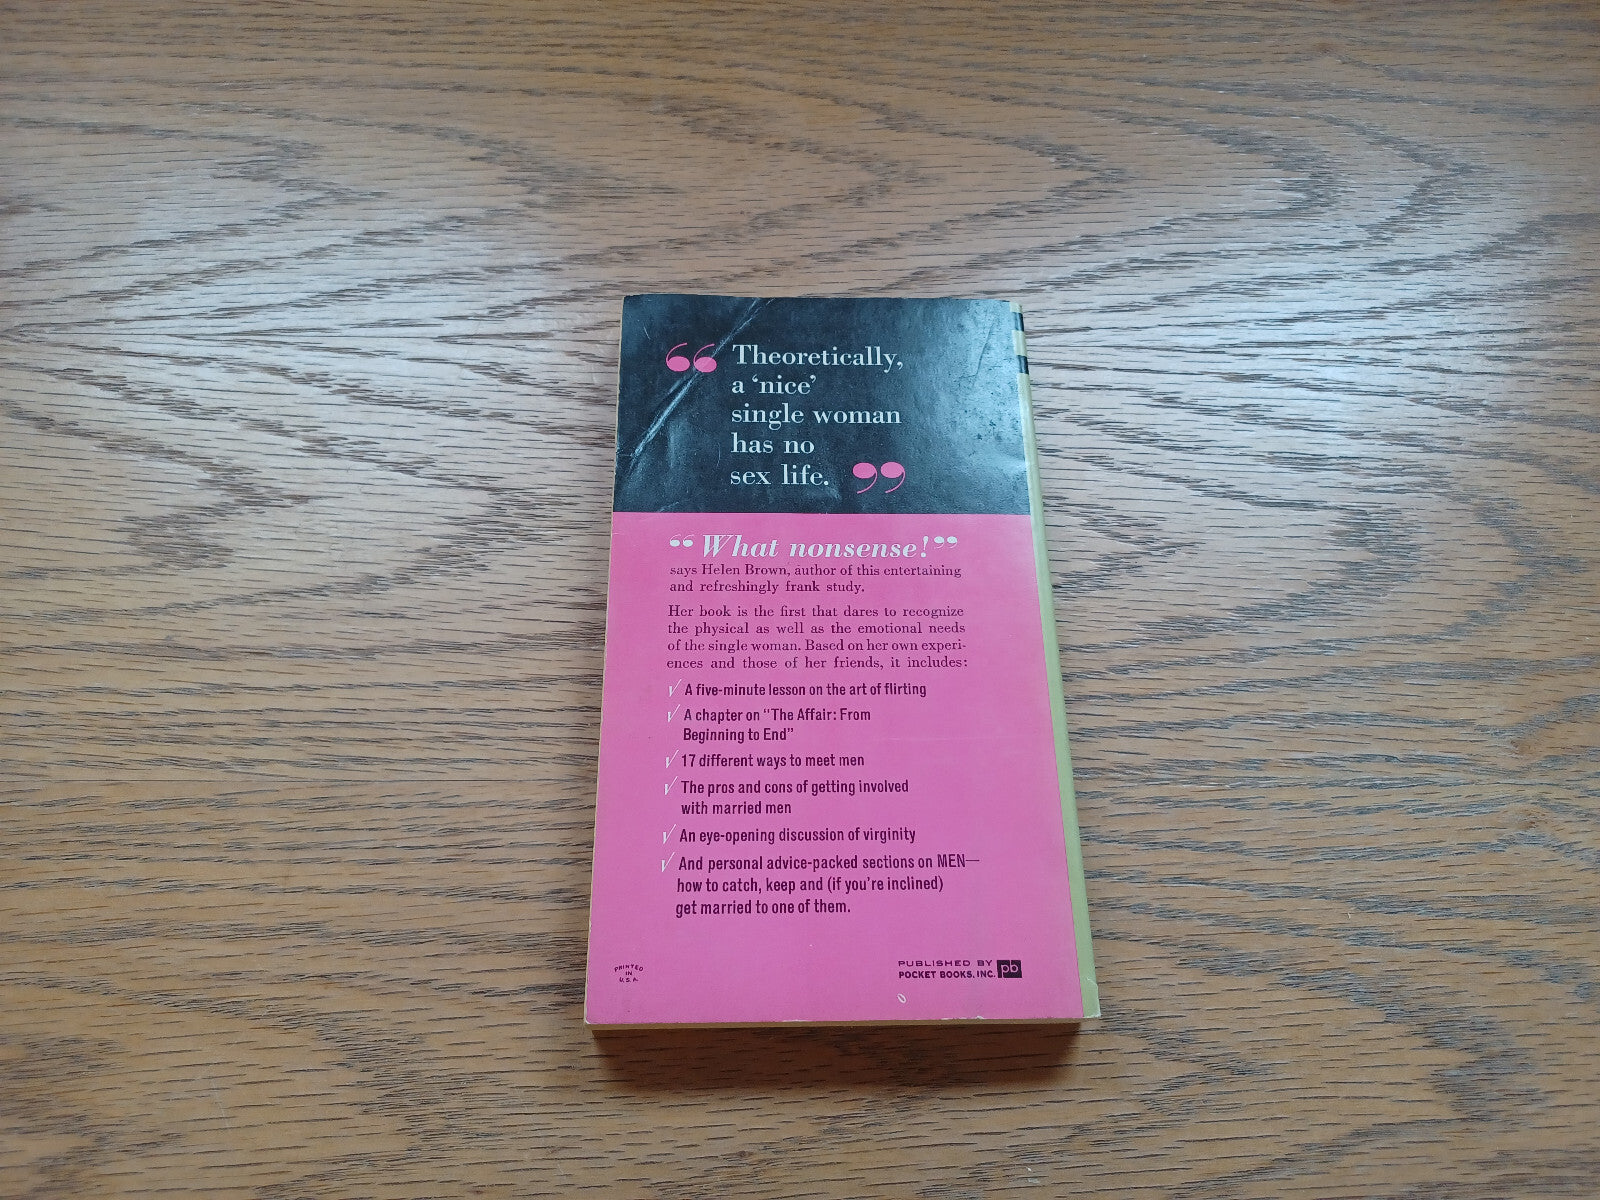 “ Theoretically,
a ‘nice’
single woman
has no
sex life. ”
“What nonsense!”
says Helen Brown, author of this entertaining
and refreshingly frank study.
Her book is the first that dares to recognize
the physical as well as the emotional needs
of the single woman. Based on her own experi-
ences and those of her friends, it includes:
√ A five-minute lesson on the art of flirting
√ A chapter on "The Affair: From
Beginning to End"
√ 17 different ways to meet men
√ The pros and cons of getting involved
with married men
√ An eye-opening discussion of virginity
√ And personal advice-packed sections on MEN—
how to catch, keep and (if you're inclined)
get married to one of them.
PRINTED
IN
U.S.A.
PUBLISHED BY
POCKET BOOKS, INC. pb